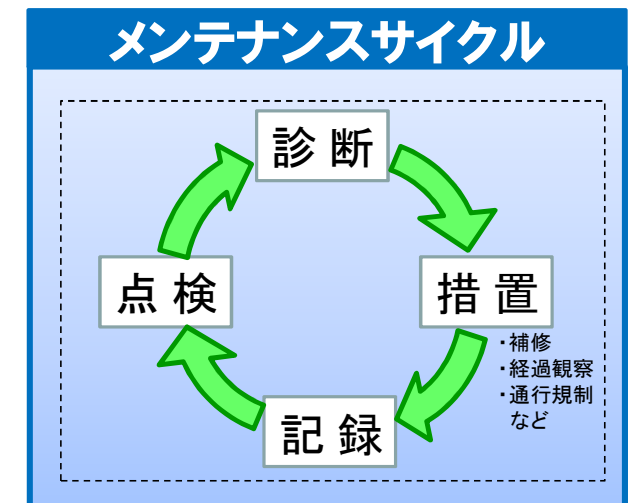 メンテナンスサイクル
診断
点検
措置
・補修
・経過観察
・通行規制
など
記録